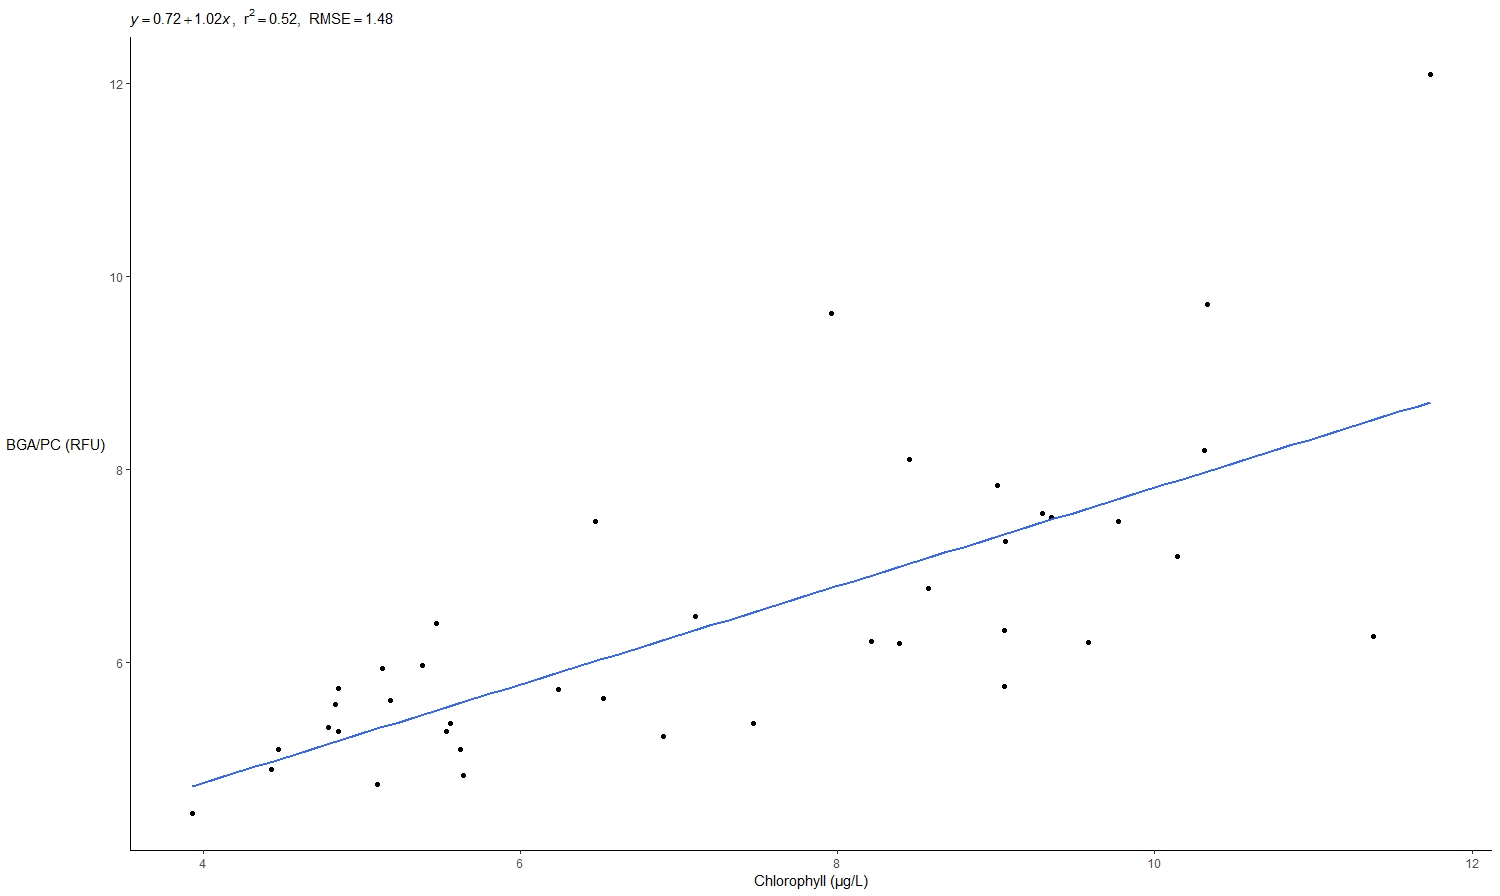 y = 0.72 + 1.02x, r² = 0.52, RMSE = 1.48
12
10
8
6
BGA/PC (RFU)
4 6 8 10 12
Chlorophyll (µg/L)